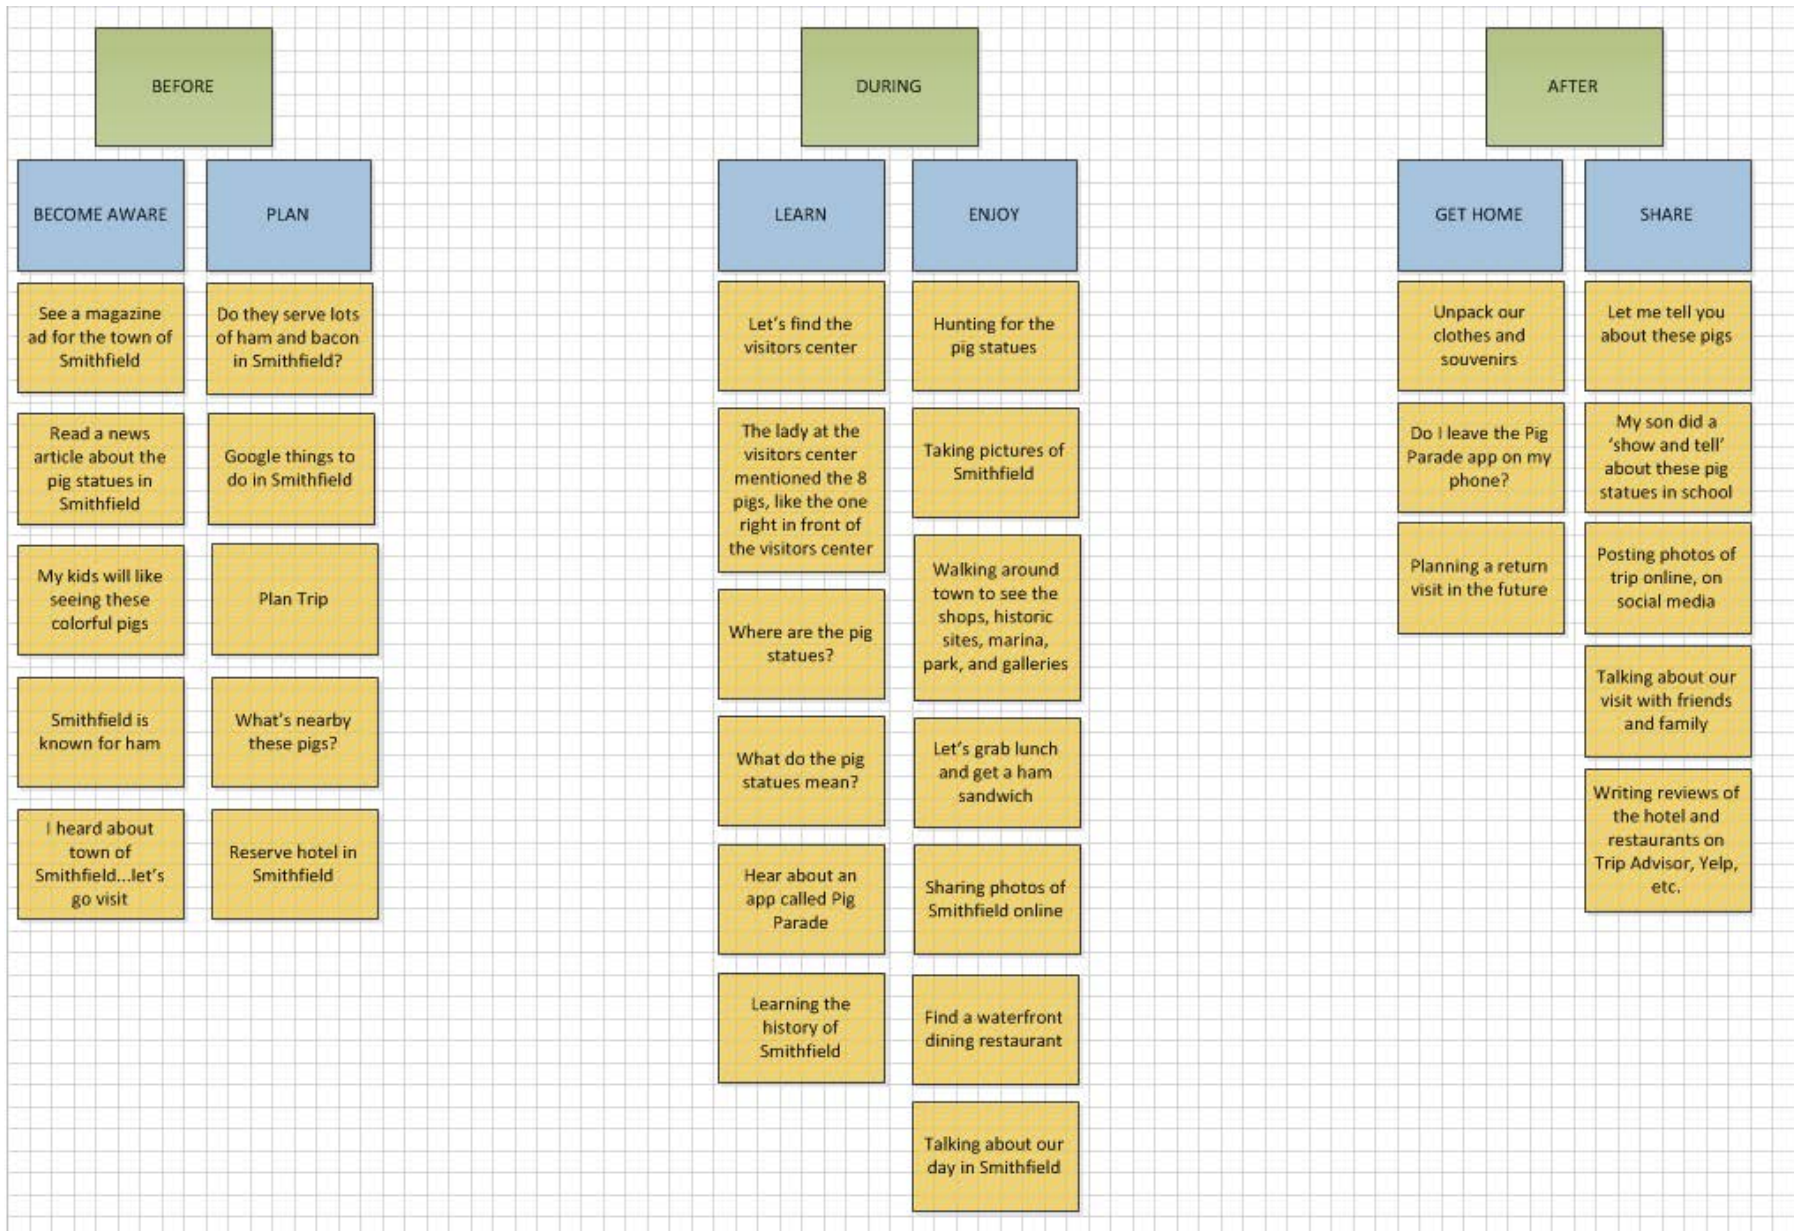 BEFORE
BECOME AWARE
See a magazine
ad for the town of
Smithfield
Read a news
article about the
pig statues in
Smithfield
My kids will like
seeing these
colorful pigs
Smithfield is
known for ham
I heard about
town of
Smithfield...let's
go visit
PLAN
Do they serve lots
of ham and bacon
in Smithfield?
Google things to
do in Smithfield
Plan Trip
What's nearby
these pigs?
Reserve hotel in
Smithfield
DURING
LEARN
Let's find the
visitors center
The lady at the
visitors center
mentioned the 8
pigs, like the one
right in front of
the visitors center
Where are the pig
statues?
What do the pig
statues mean?
Hear about an
app called Pig
Parade
Learning the
history of
Smithfield
ENJOY
Hunting for the
pig statues
Taking pictures of
Smithfield
Walking around
town to see the
shops, historic
sites, marina,
park, and galleries
Let's grab lunch
and get a ham
sandwich
Sharing photos of
Smithfield online
Find a waterfront
dining restaurant
Talking about our
day in Smithfield
AFTER
GET HOME
Unpack our
clothes and
souvenirs
Do I leave the Pig
Parade app on my
phone?
Planning a return
visit in the future
SHARE
Let me tell you
about these pigs
My son did a
'show and tell'
about these pig
statues in school
Posting photos of
trip online, on
social media
Talking about our
visit with friends
and family
Writing reviews of
the hotel and
restaurants on
Trip Advisor, Yelp,
etc.